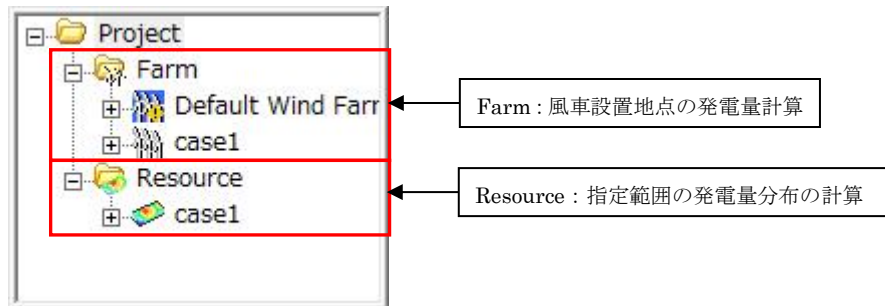 Project
Farm
Default Wind Farr
case1
Resource
case1
Farm : 風車設置地点の発電量計算
Resource : 指定範囲の発電量分布の計算